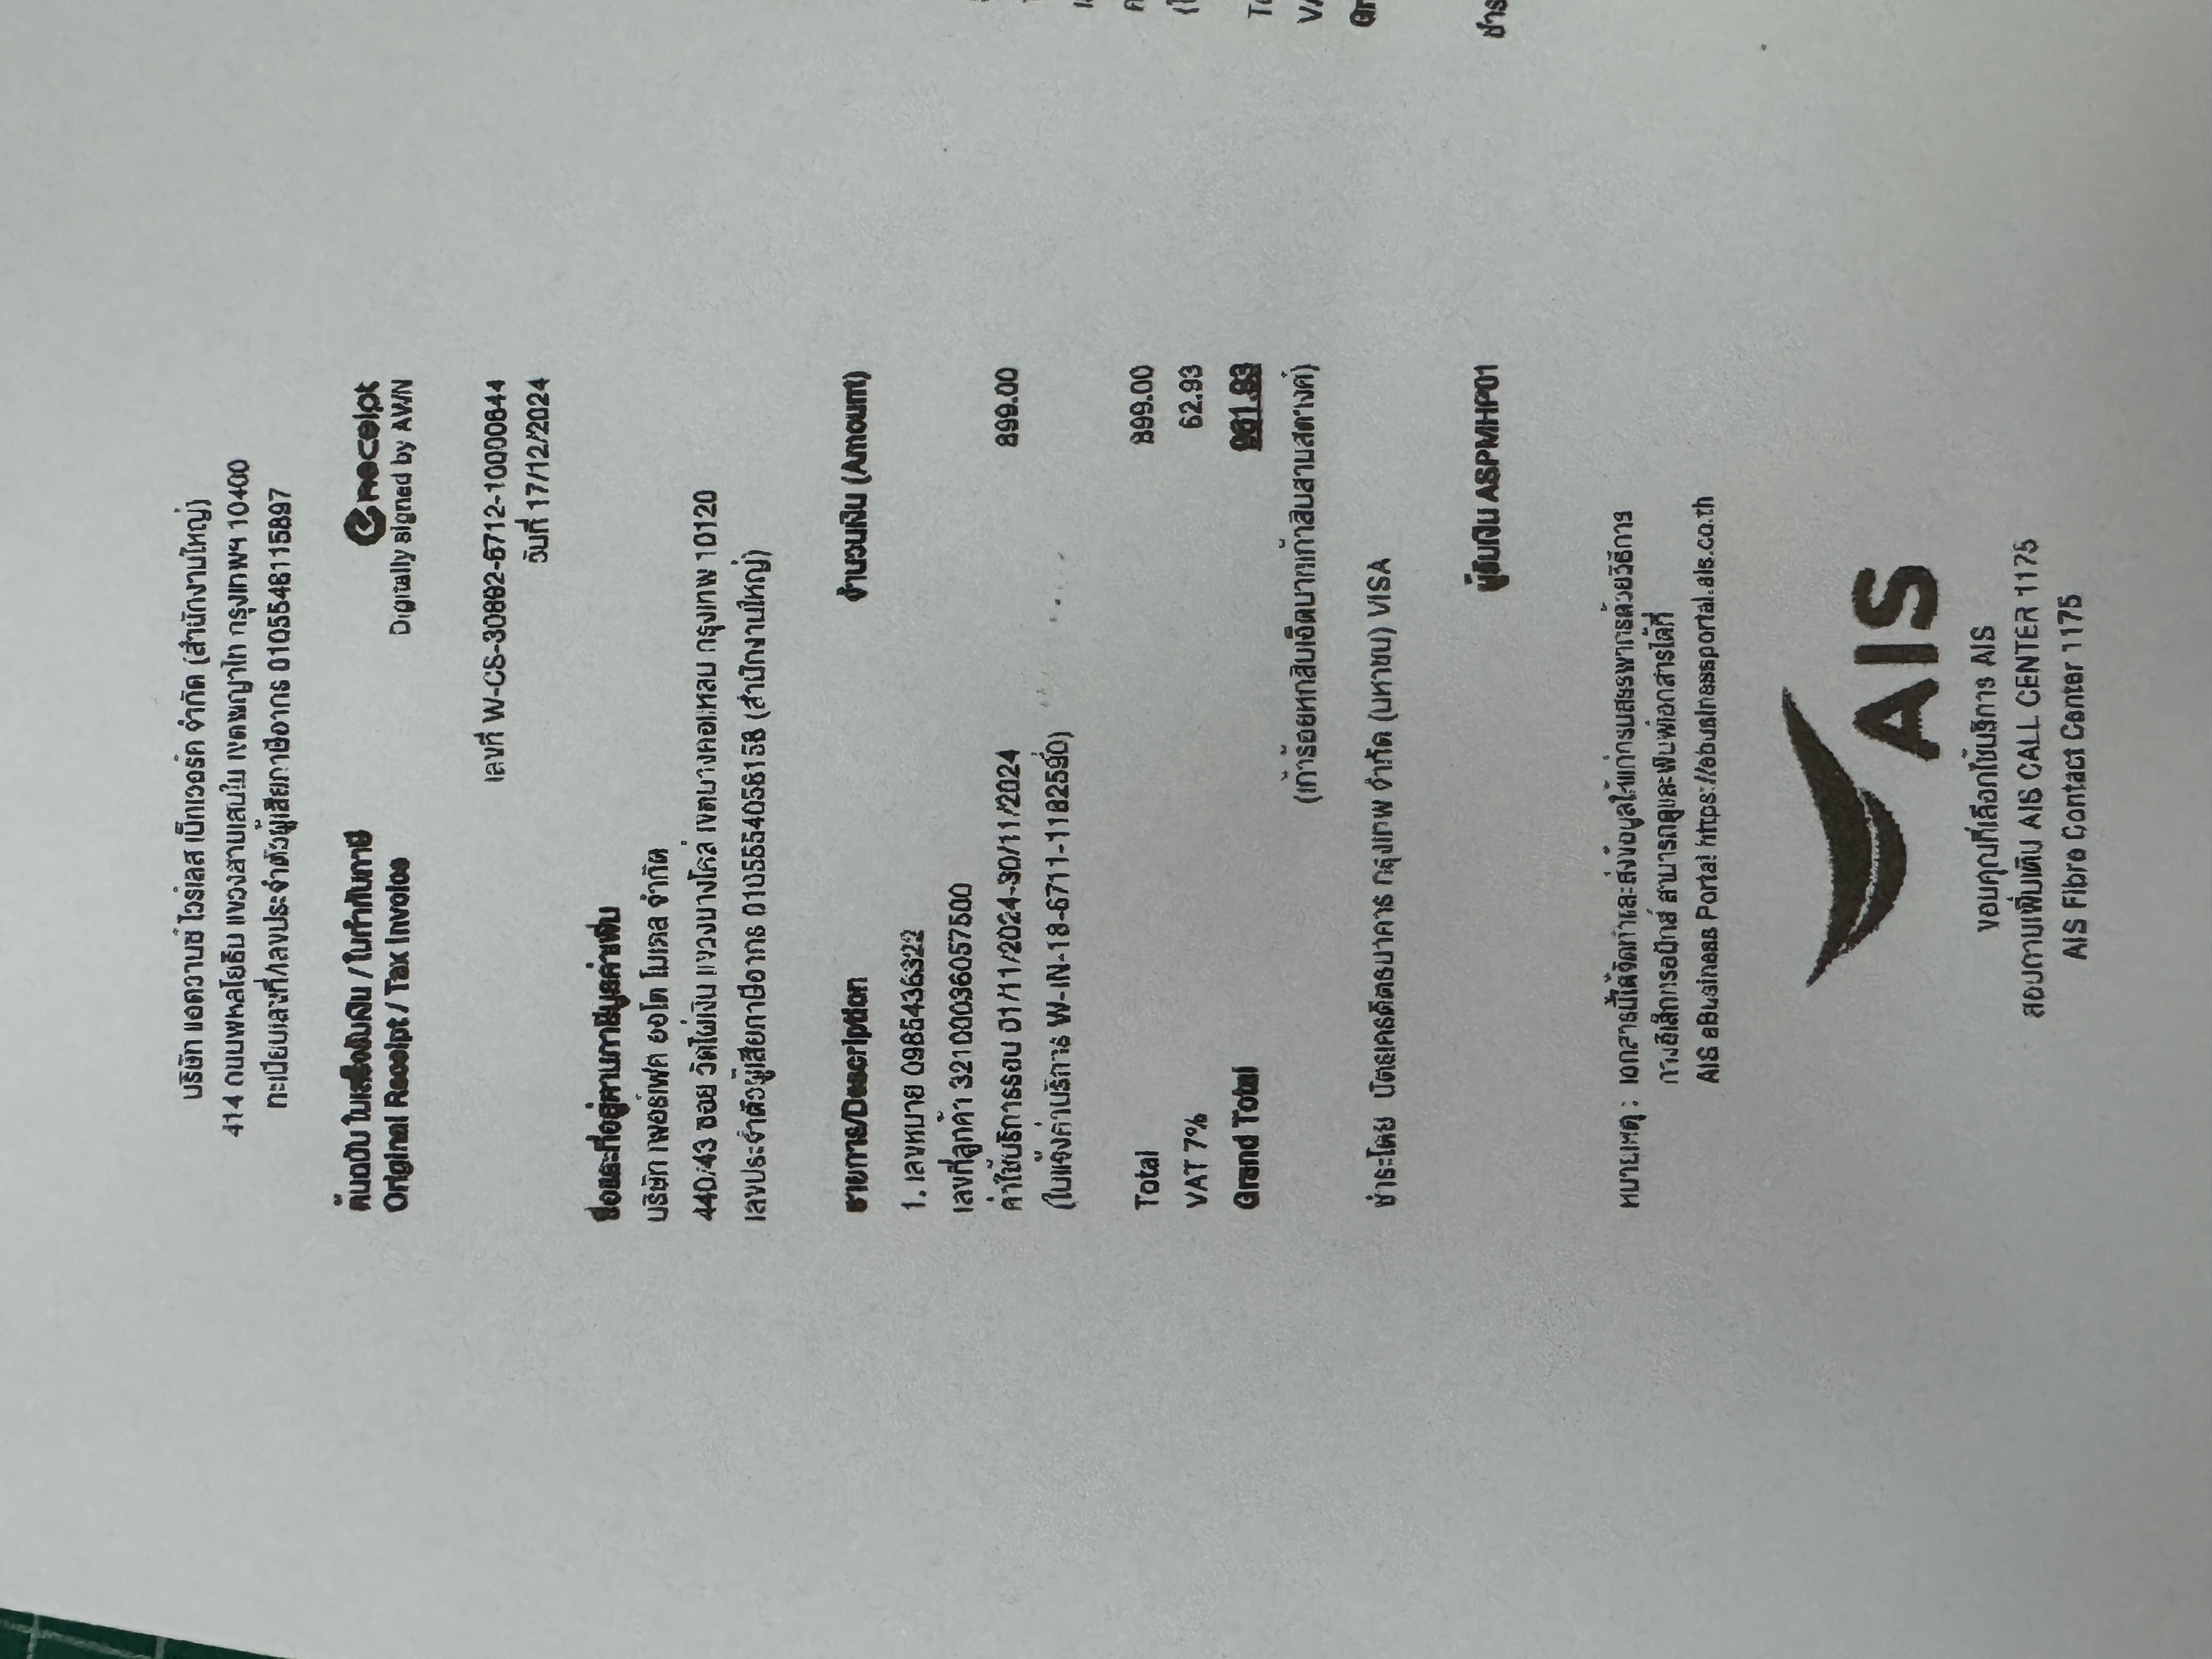 บริษัท แอดวานซ์ ไวร์เลส เน็ทเวอร์ค จำกัด (สำนักงานใหญ่)
414 ถนนพหลโยธิน แขวงสามเสนใน เขตพญาไท กรุงเทพฯ 10400
ทะเบียนเลขที่/เลขประจำตัวผู้เสียภาษีอากร 0105548115897
ต้นฉบับ ใบเสร็จรับเงิน / ใบกำกับภาษี
e receipt
Original Receipt / Tax Invoice
Digitally signed by AWN
เลขที่ W-CS-30892-6712-10000644
วันที่ 17/12/2024
ชื่อและที่อยู่ตามภาษีมูลค่าเพิ่ม
บริษัท เพอร์เฟค ออโต โมเดล จำกัด
440/43 ซอย วัดไผ่เงิน แขวงบางโคล่ เขตบางคอแหลม กรุงเทพ 10120
เลขประจำตัวผู้เสียภาษีอากร 0105554056158 (สำนักงานใหญ่)
รายการ/Description
จำนวนเงิน (Amount)
1. เลขหมาย 0985436322
เลขที่ลูกค้า 32100036057500
ค่าใช้บริการรอบ 01/11/2024-30/11/2024 899.00
(ใบแจ้งค่าบริการ W-IN-18-6711-1182590)
Total 899.00
VAT 7% 62.93
Grand Total 961.93
(เก้าร้อยหกสิบเอ็ดบาทเก้าสิบสามสตางค์)
ชำระโดย บัตรเครดิตธนาคาร กรุงเทพ จำกัด (มหาชน) VISA
ผู้รับเงิน ASPMHP01
หมายเหตุ : เอกสารนี้ได้จัดทำและส่งข้อมูลให้แก่กรมสรรพากรด้วยวิธีการ
ทางอิเล็กทรอนิกส์ สามารถดูและพิมพ์เอกสารได้ที่
AIS eBusiness Portal https://ebusinessportal.ais.co.th
AIS
ขอบคุณที่เลือกใช้บริการ AIS
สอบถามเพิ่มเติม AIS CALL CENTER 1175
AIS Fibre Contact Center 1175